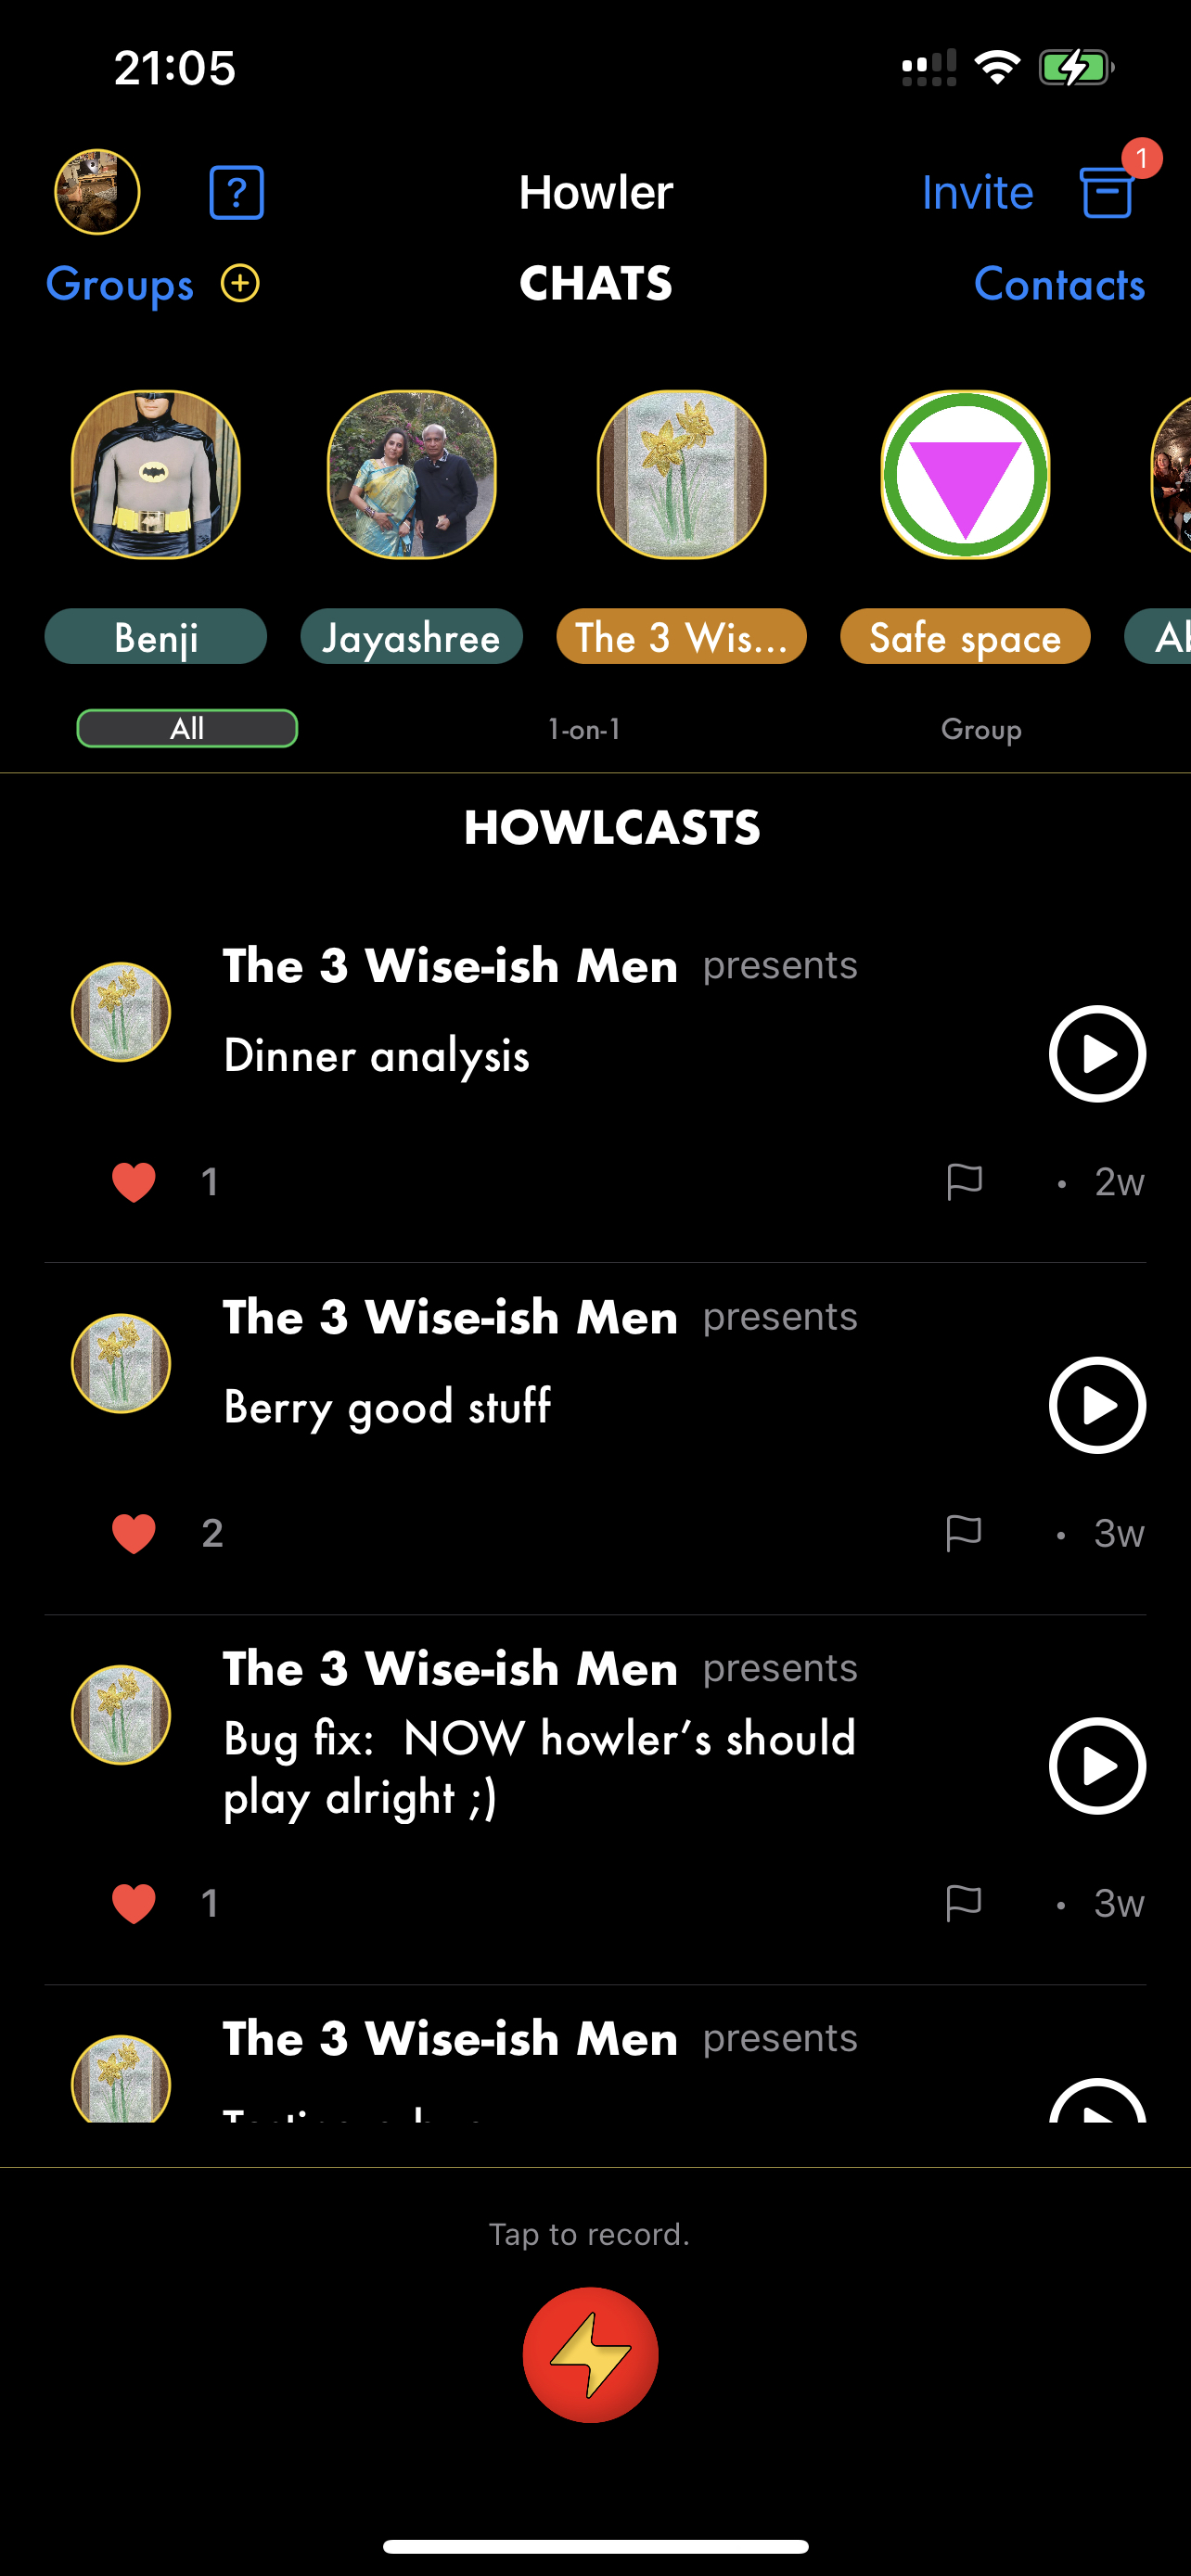 21:05
? Howler Invite 1
Groups CHATS Contacts
Benji Jayashree The 3 Wis... Safe space
All 1-on-1 Group
HOWLCASTS
The 3 Wise-ish Men presents
Dinner analysis
1 • 2w
The 3 Wise-ish Men presents
Berry good stuff
2 • 3w
The 3 Wise-ish Men presents
Bug fix:  NOW howler’s should
play alright ;)
1 • 3w
The 3 Wise-ish Men presents
Tap to record.